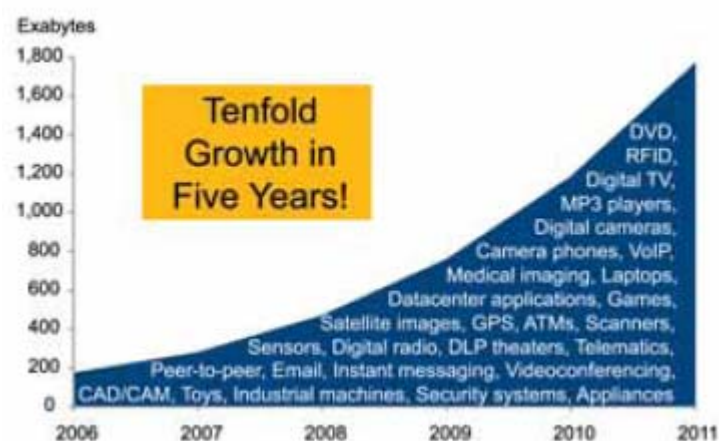 Exabytes
1,800
1,600
1,400
1,200
1,000
800
600
400
200
0
Tenfold
Growth in
Five Years!
DVD,
RFID,
Digital TV,
MP3 players,
Digital cameras,
Camera phones, VoIP,
Medical imaging, Laptops,
Datacenter applications, Games,
Satellite images, GPS, ATMs, Scanners,
Sensors, Digital radio, DLP theaters, Telematics,
Peer-to-peer, Email, Instant messaging, Videoconferencing,
CAD/CAM, Toys, Industrial machines, Security systems, Appliances
2006 2007 2008 2009 2010 2011